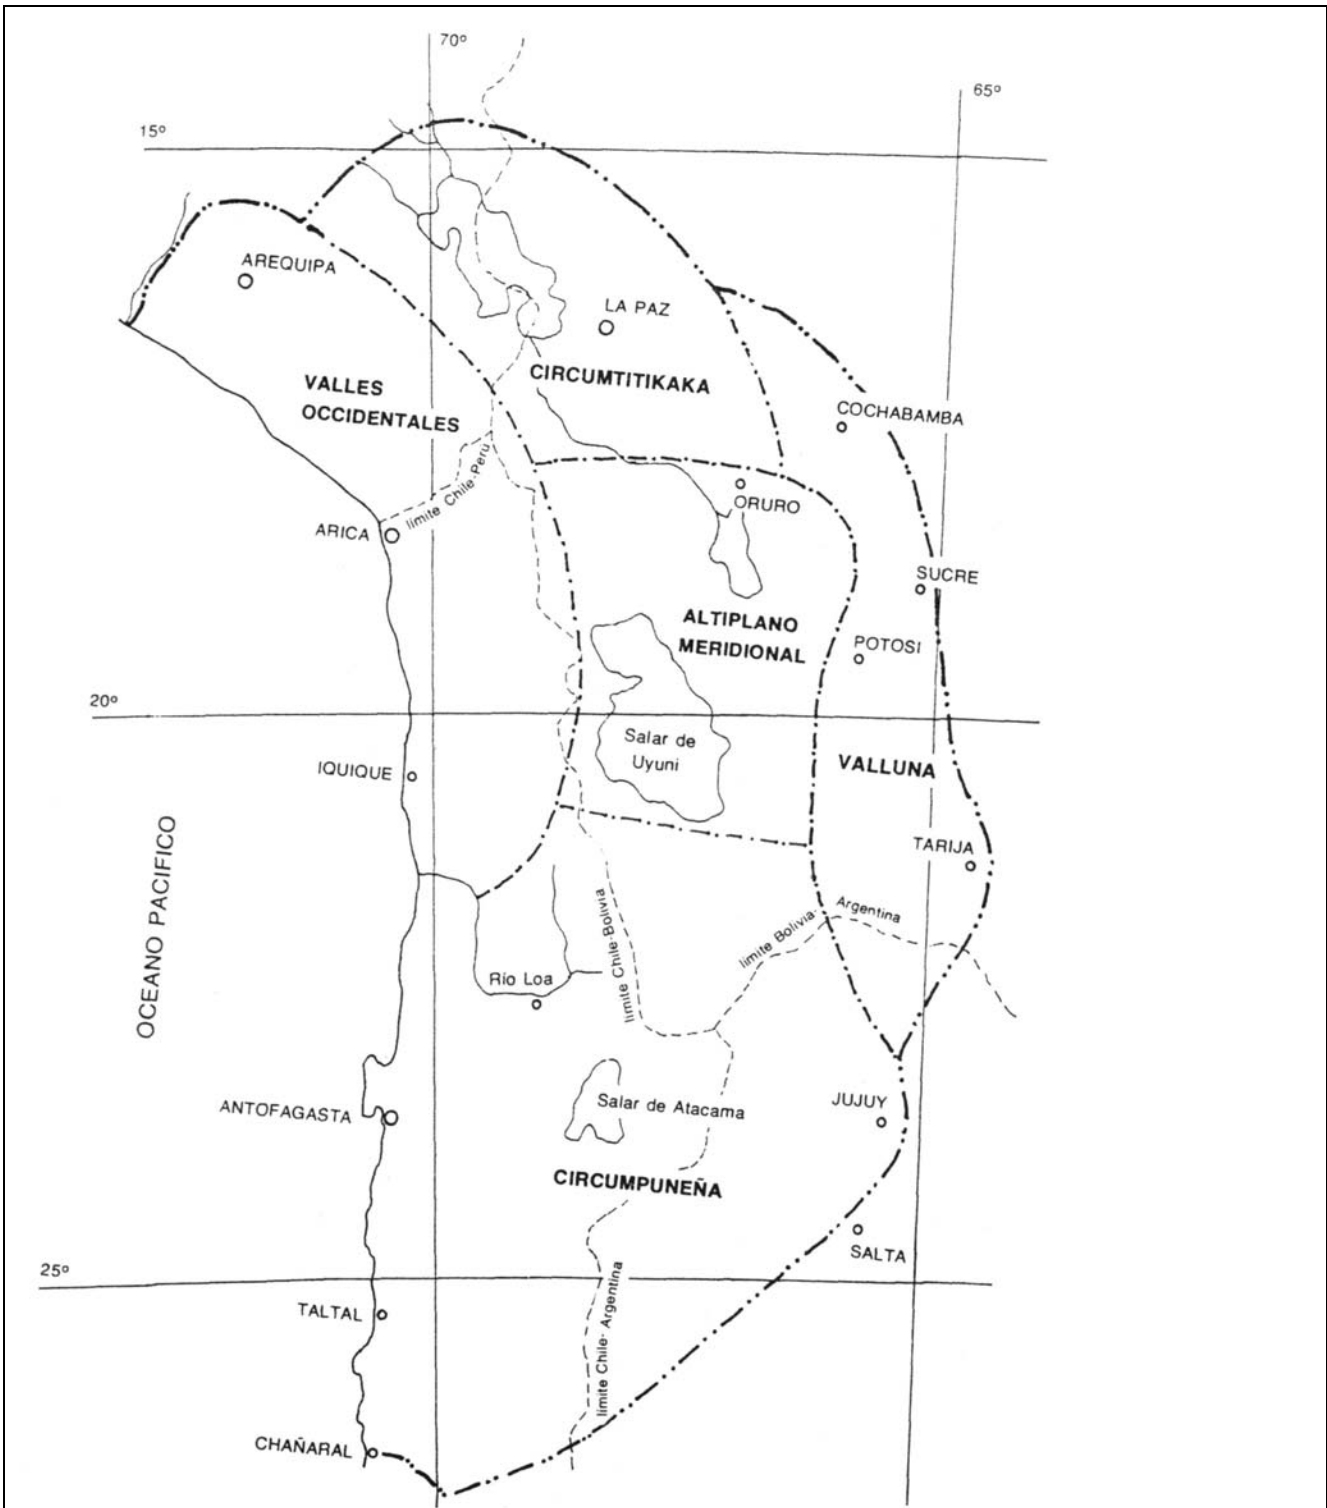 70º
65º
15º
AREQUIPA
LA PAZ
CIRCUMTITIKAKA
VALLES
OCCIDENTALES
COCHABAMBA
límite Chile-Peru
ORURO
ARICA
SUCRE
ALTIPLANO
MERIDIONAL
POTOSI
20º
Salar de
Uyuni
VALLUNA
IQUIQUE
TARIJA
OCEANO PACIFICO
límite Chile-Bolivia
límite Bolivia-
Argentina
Río Loa
ANTOFAGASTA
Salar de Atacama
JUJUY
CIRCUMPUNEÑA
SALTA
25º
límite Chile-Argentina
TALTAL
CHAÑARAL